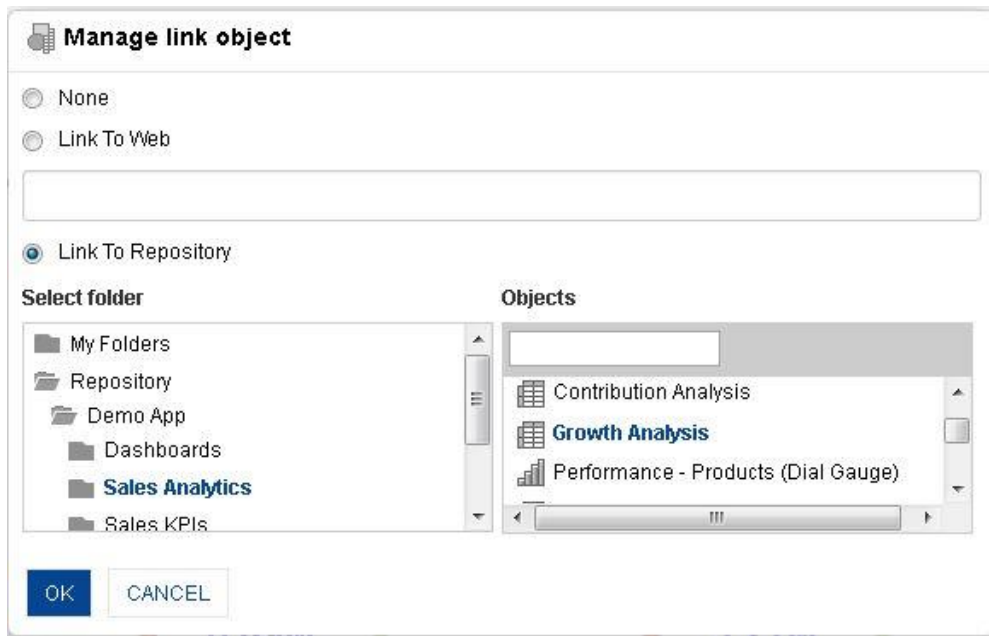 Manage link object
None
Link To Web
Link To Repository
Select folder
Objects
My Folders
Repository
Demo App
Dashboards
Sales Analytics
Sales KPIs
Contribution Analysis
Growth Analysis
Performance - Products (Dial Gauge)
OK
CANCEL